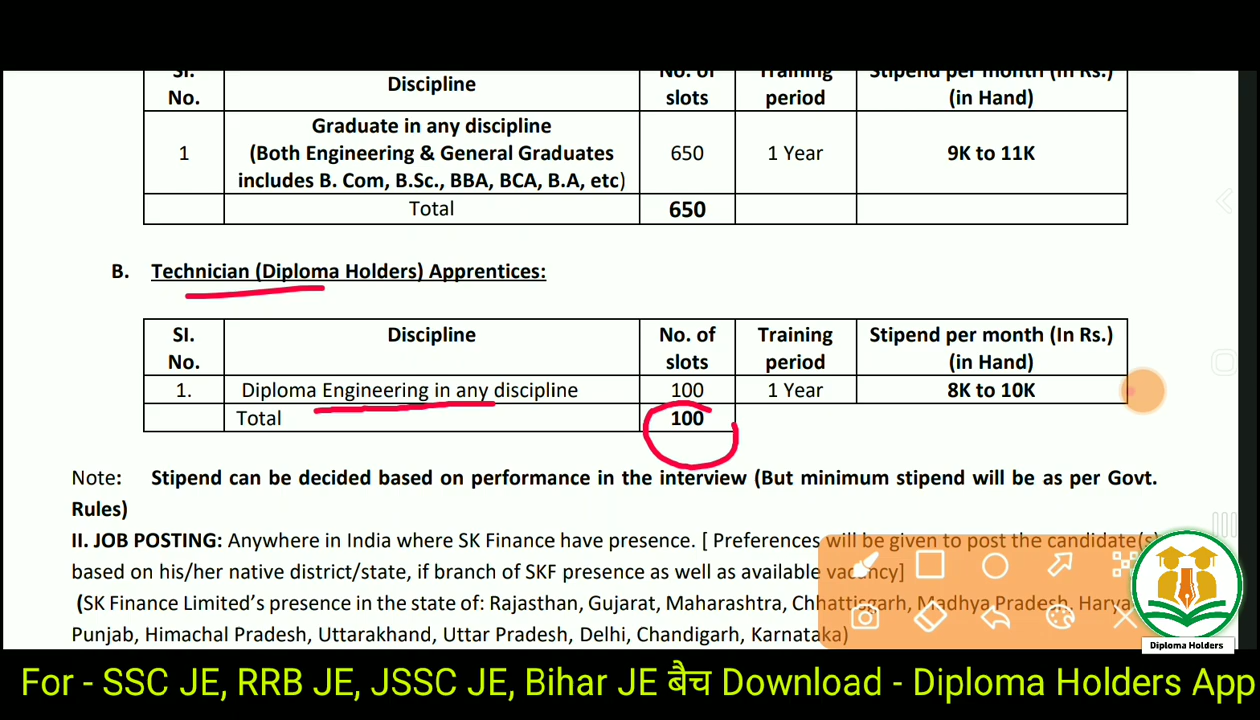 Sl. Discipline No. of Training Stipend per month (In Rs.)
No. slots period (in Hand)
Graduate in any discipline
1 (Both Engineering & General Graduates 650 1 Year 9K to 11K
includes B. Com, B.Sc., BBA, BCA, B.A, etc)
Total 650
B. Technician (Diploma Holders) Apprentices:
SI. Discipline No. of Training Stipend per month (In Rs.)
No. slots period (in Hand)
1. Diploma Engineering in any discipline 100 1 Year 8K to 10K
Total 100
Note: Stipend can be decided based on performance in the interview (But minimum stipend will be as per Govt.
Rules)
II. JOB POSTING: Anywhere in India where SK Finance have presence. [ Preferences will be given to post the candidate(s)
based on his/her native district/state, if branch of SKF presence as well as available vacancy]
(SK Finance Limited's presence in the state of: Rajasthan, Gujarat, Maharashtra, Chhattisgarh, Madhya Pradesh, Harya
Punjab, Himachal Pradesh, Uttarakhand, Uttar Pradesh, Delhi, Chandigarh, Karnataka)
Diploma Holders
For - SSC JE, RRB JE, JSSC JE, Bihar JE बैच Download - Diploma Holders App